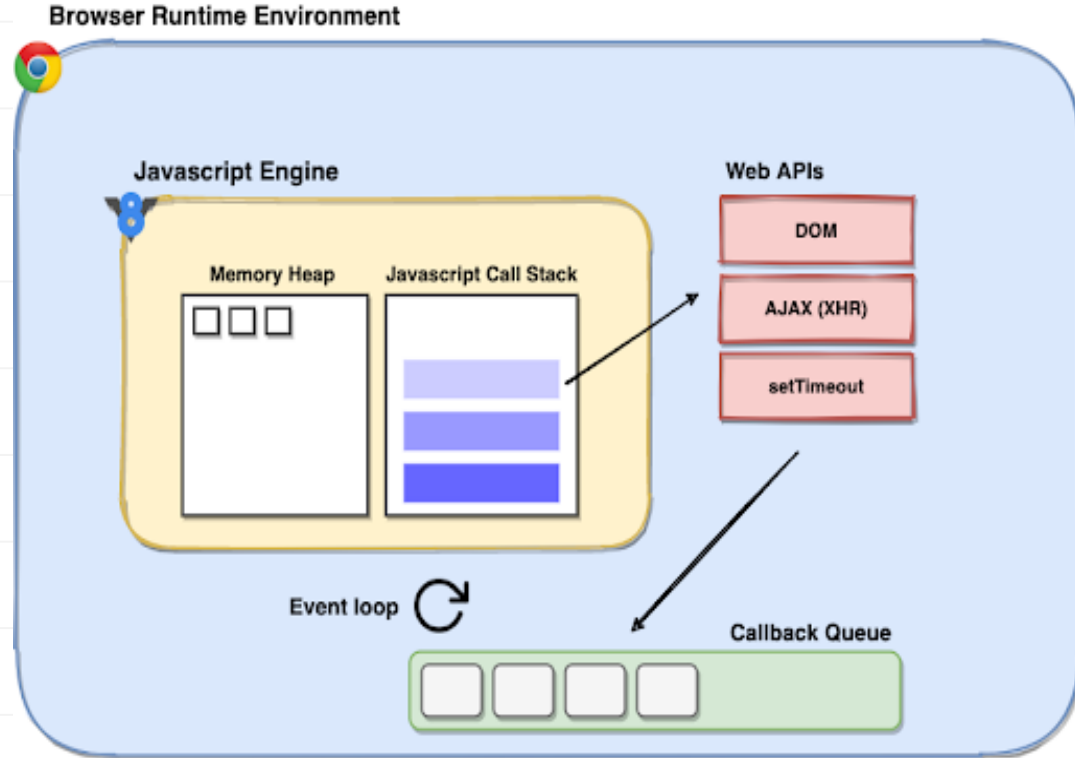 Browser Runtime Environment
Javascript Engine
Web APIs
DOM
Memory Heap
Javascript Call Stack
AJAX (XHR)
setTimeout
Event loop
Callback Queue